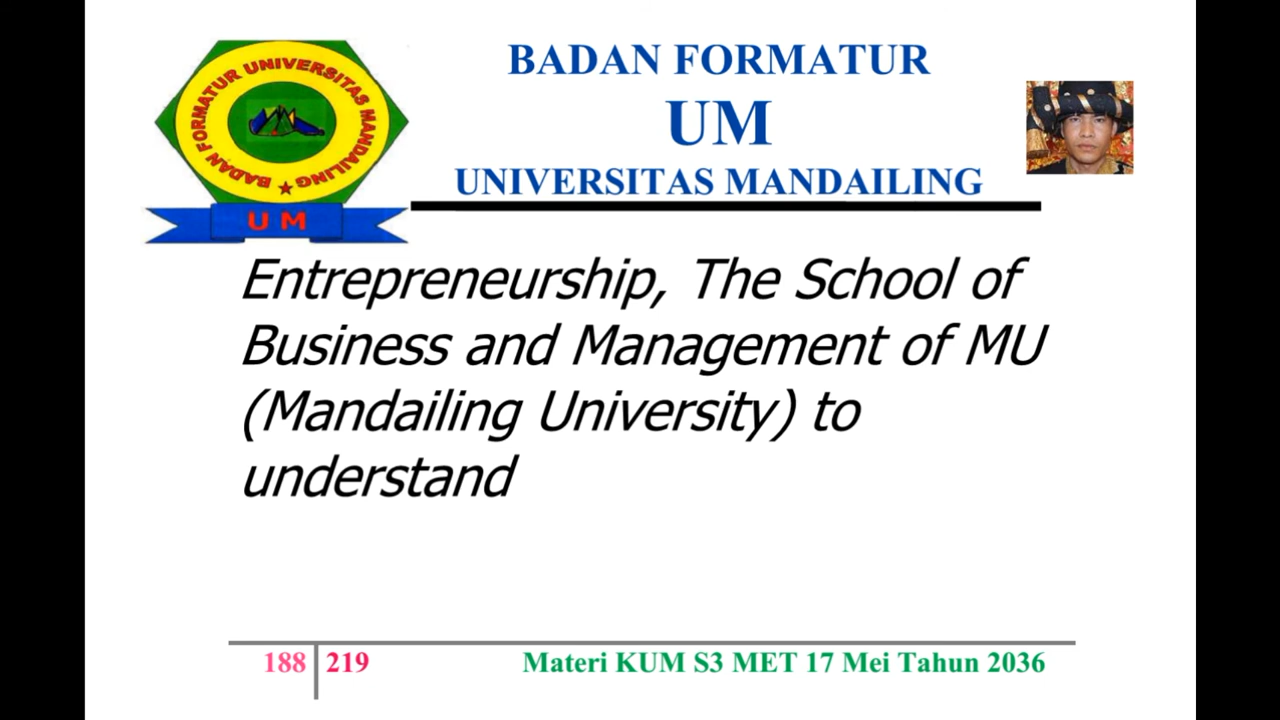 BADAN FORMATUR UNIVERSITAS MANDAILING
U M
BADAN FORMATUR
UM
UNIVERSITAS MANDAILING
Entrepreneurship, The School of
Business and Management of MU
(Mandailing University) to
understand
188 219 Materi KUM S3 MET 17 Mei Tahun 2036